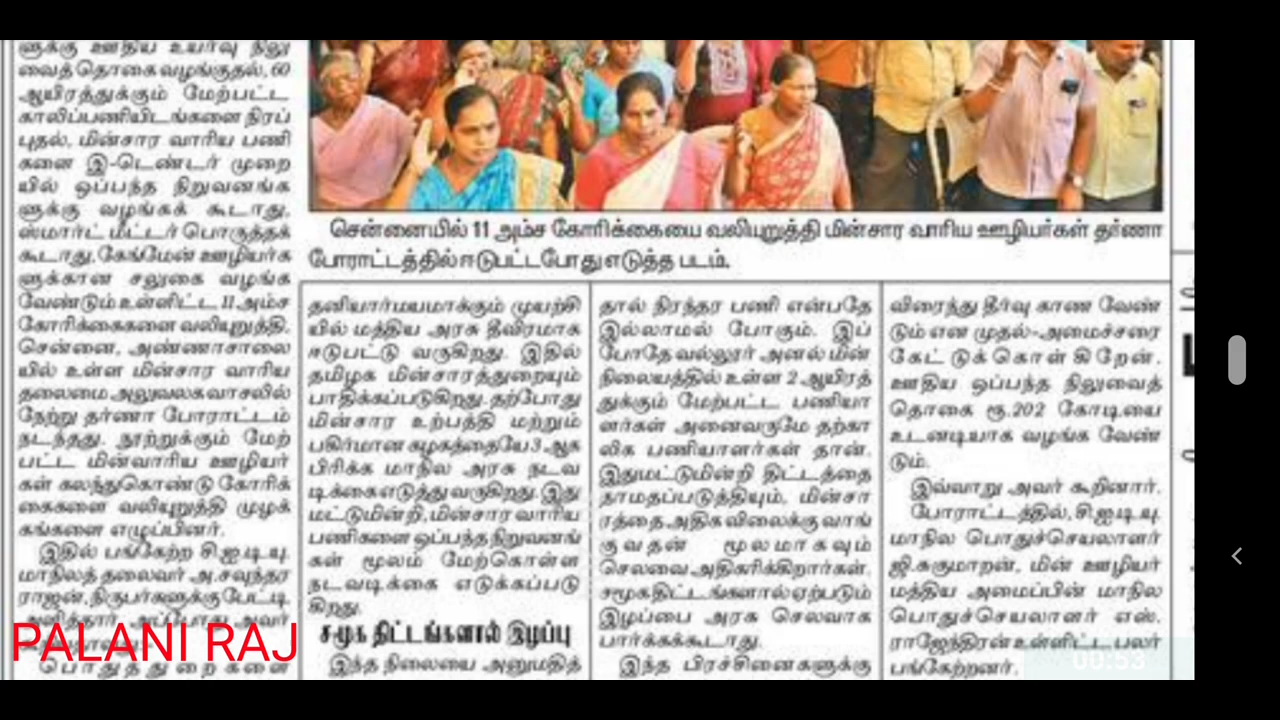 ளுக்கு ஊதிய உயர்வு நிலு
வைத் தொகை வழங்குதல், 60
ஆயிரத்துக்கும் மேற்பட்ட
காலிப்பணியிடங்களை நிரப்
புதல், மின்சார வாரிய பணி
களை இ-டெண்டர் முறை
யில் ஒப்பந்த நிறுவனங்க
ளுக்கு வழங்கக் கூடாது,
ஸ்மார்ட் மீட்டர் பொருத்தக்
கூடாது, கேங்மேன் ஊழியர்க
ளுக்கான சலுகை வழங்க
வேண்டும் உள்ளிட்ட 11 அம்ச
கோரிக்கைகளை வலியுறுத்தி,
சென்னை, அண்ணாசாலை
யில் உள்ள மின்சார வாரிய
தலைமை அலுவலக வாசலில்
நேற்று தர்ணா போராட்டம்
நடந்தது. நூற்றுக்கும் மேற்
பட்ட மின்வாரிய ஊழியர்
கள் கலந்துகொண்டு கோரிக்
கைகளை வலியுறுத்தி முழக்
கங்களை எழுப்பினர்.
இதில் பங்கேற்ற சி.ஐ.டி.யு.
மாநிலத் தலைவர் அ.சவுந்தர
ராஜன், நிருபர்களுக்கு பேட்டி
அளித்தார். அப்போது அவர்
PALANI RAJ
பொதுத்துறைகளை
சென்னையில் 11 அம்ச கோரிக்கையை வலியுறுத்தி மின்சார வாரிய ஊழியர்கள் தர்ணா
போராட்டத்தில் ஈடுபட்டபோது எடுத்த படம்.
தனியார்மயமாக்கும் முயற்சி
யில் மத்திய அரசு தீவிரமாக
ஈடுபட்டு வருகிறது. இதில்
தமிழக மின்சாரத்துறையும்
பாதிக்கப்படுகிறது. தற்போது
மின்சார உற்பத்தி மற்றும்
பகிர்மான கழகத்தையே 3 ஆக
பிரிக்க மாநில அரசு நடவ
டிக்கை எடுத்து வருகிறது. இது
மட்டுமின்றி, மின்சார வாரிய
பணிகளை ஒப்பந்த நிறுவனங்
கள் மூலம் மேற்கொள்ள
நடவடிக்கை எடுக்கப்படு
கிறது.
சமூக திட்டங்களால் இழப்பு
இந்த நிலையை அனுமதித்
தால் நிரந்தர பணி என்பதே
இல்லாமல் போகும். இப்
போதே வல்லூர் அனல் மின்
நிலையத்தில் உள்ள 2 ஆயிரத்
துக்கும் மேற்பட்ட பணியா
ளர்கள் அனைவருமே தற்கா
லிக பணியாளர்கள் தான்.
இதுமட்டுமின்றி திட்டத்தை
தாமதப்படுத்தியும், மின்சா
ரத்தை அதிக விலைக்கு வாங்
குவதன் மூலமாகவும்
செலவை அதிகரிக்கிறார்கள்.
சமூகதிட்டங்களால் ஏற்படும்
இழப்பை அரசு செலவாக
பார்க்கக்கூடாது.
இந்த பிரச்சினைகளுக்கு
விரைந்து தீர்வு காண வேண்
டும் என முதல்-அமைச்சரை
கேட்டுக்கொள்கிறேன்.
ஊதிய ஒப்பந்த நிலுவைத்
தொகை ரூ.202 கோடியை
உடனடியாக வழங்க வேண்
டும்.
இவ்வாறு அவர் கூறினார்.
போராட்டத்தில், சி.ஐ.டி.யு.
மாநில பொதுச்செயலாளர்
ஜி.சுகுமாறன், மின் ஊழியர்
மத்திய அமைப்பின் மாநில
பொதுச்செயலாளர் எஸ்.
ராஜேந்திரன் உள்ளிட்ட பலர்
பங்கேற்றனர்.
00:53